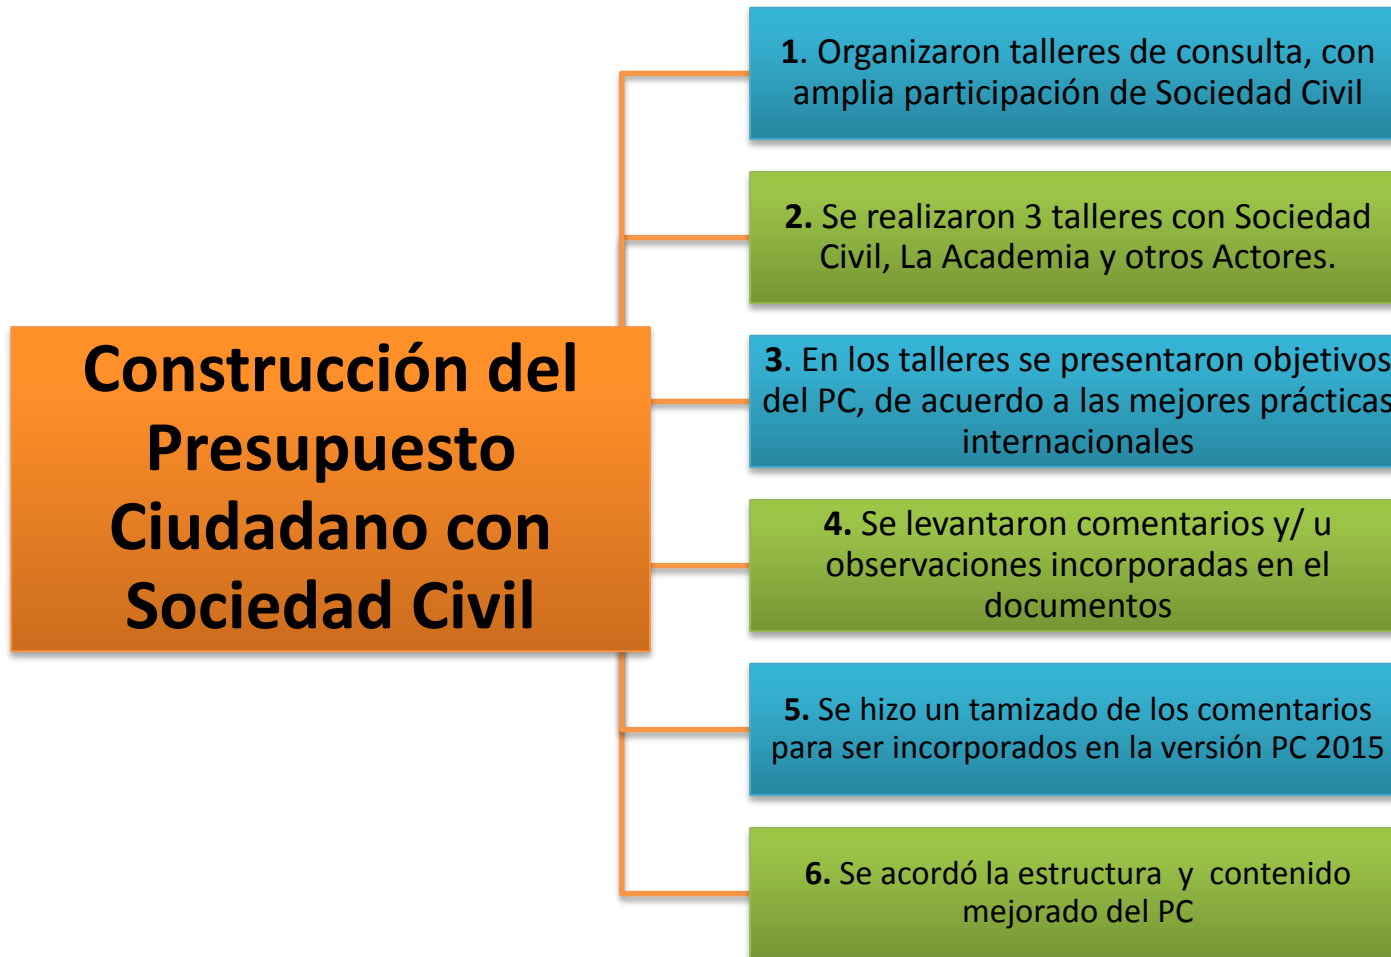 Construcción del
Presupuesto
Ciudadano con
Sociedad Civil
1. Organizaron talleres de consulta, con
amplia participación de Sociedad Civil
2. Se realizaron 3 talleres con Sociedad
Civil, La Academia y otros Actores.
3. En los talleres se presentaron objetivos
del PC, de acuerdo a las mejores prácticas
internacionales
4. Se levantaron comentarios y/ u
observaciones incorporadas en el
documentos
5. Se hizo un tamizado de los comentarios
para ser incorporados en la versión PC 2015
6. Se acordó la estructura y contenido
mejorado del PC